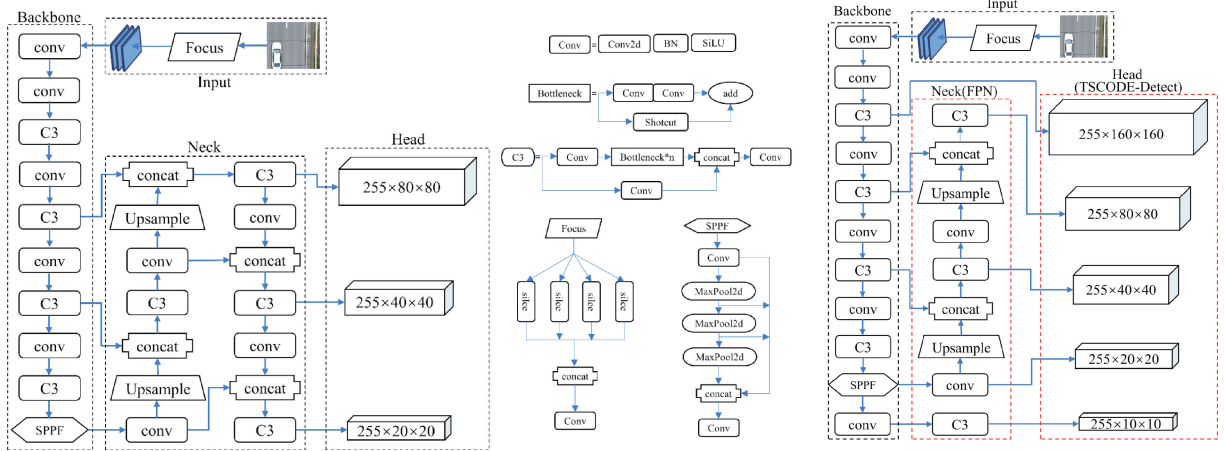 Backbone
conv
conv
C3
conv
C3
conv
C3
conv
C3
SPPF
Focus
Input
Neck
concat
Upsample
conv
C3
concat
Upsample
conv
C3
conv
concat
C3
conv
concat
C3
Head
255×80×80
255×40×40
255×20×20
Conv = Conv2d BN SiLU
Bottleneck = Conv Conv add
Shotcut
C3 = Conv Bottleneck*n concat Conv
Conv
Focus
silce silce silce silce
concat
Conv
SPPF
Conv
MaxPool2d
MaxPool2d
MaxPool2d
concat
Conv
Backbone
conv
conv
C3
conv
C3
conv
C3
conv
C3
SPPF
conv
Input
Focus
Neck(FPN)
C3
concat
Upsample
conv
C3
concat
Upsample
conv
C3
Head
(TSCODE-Detect)
255×160×160
255×80×80
255×40×40
255×20×20
255×10×10